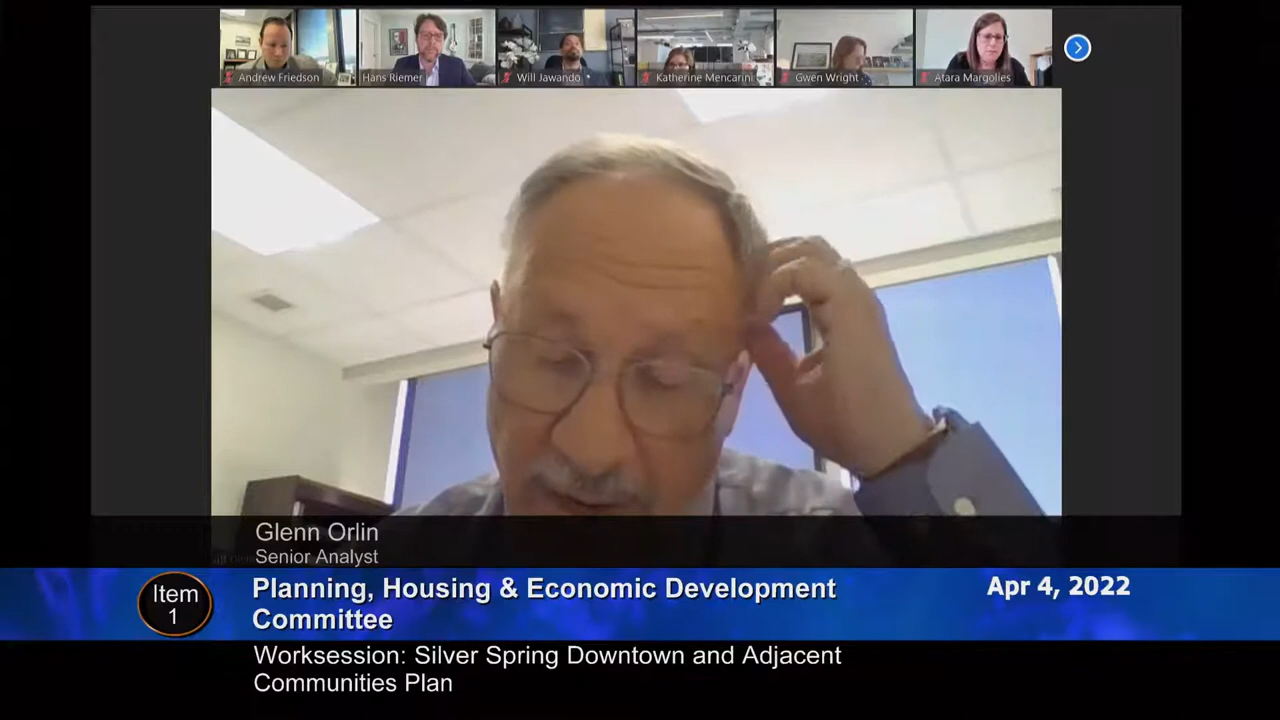 Andrew Friedson
Hans Riemer
Will Jawando
Katherine Mencarini
Gwen Wright
Atara Margolies
Glenn Orlin
Senior Analyst
Item
1
Planning, Housing & Economic Development
Committee
Apr 4, 2022
Worksession: Silver Spring Downtown and Adjacent
Communities Plan